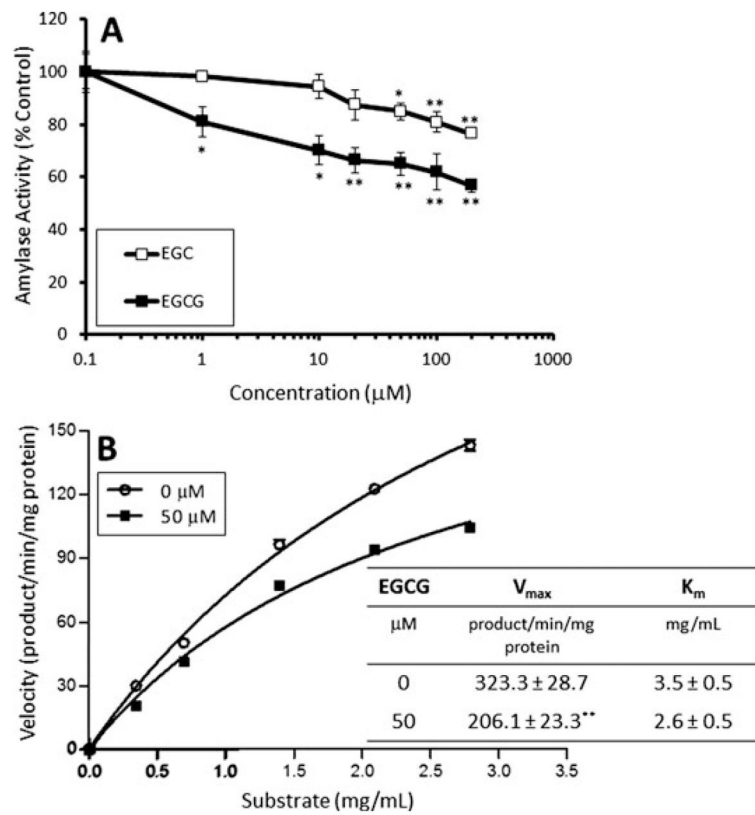 A
Amylase Activity (% Control)
120
100
80
60
40
20
0
*
**
**
*
*
**
**
**
**
EGC
EGCG
0.1
1
10
100
1000
Concentration (µM)
B
Velocity (product/min/mg protein)
150
120
90
60
30
0
0 µM
50 µM
EGCG Vmax Km
µM product/min/mg mg/mL
protein
0 323.3 ± 28.7 3.5 ± 0.5
50 206.1 ± 23.3** 2.6 ± 0.5
0.0
0.5
1.0
1.5
2.0
2.5
3.0
3.5
Substrate (mg/mL)